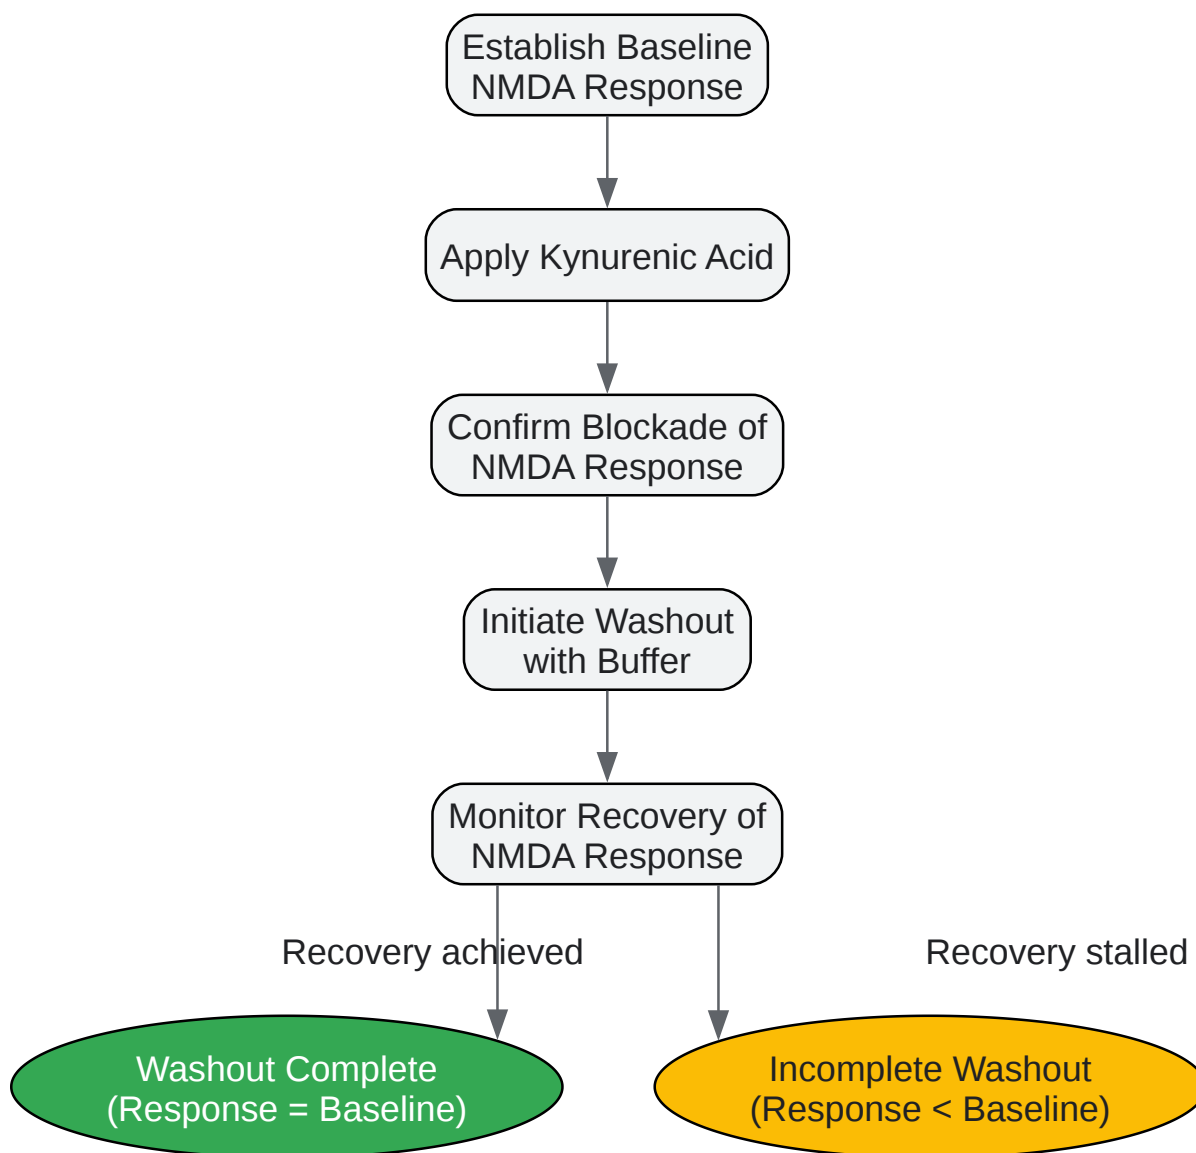 Establish Baseline
NMDA Response
Apply Kynurenic Acid
Confirm Blockade of
NMDA Response
Initiate Washout
with Buffer
Monitor Recovery of
NMDA Response
Recovery achieved
Recovery stalled
Washout Complete
(Response = Baseline)
Incomplete Washout
(Response < Baseline)